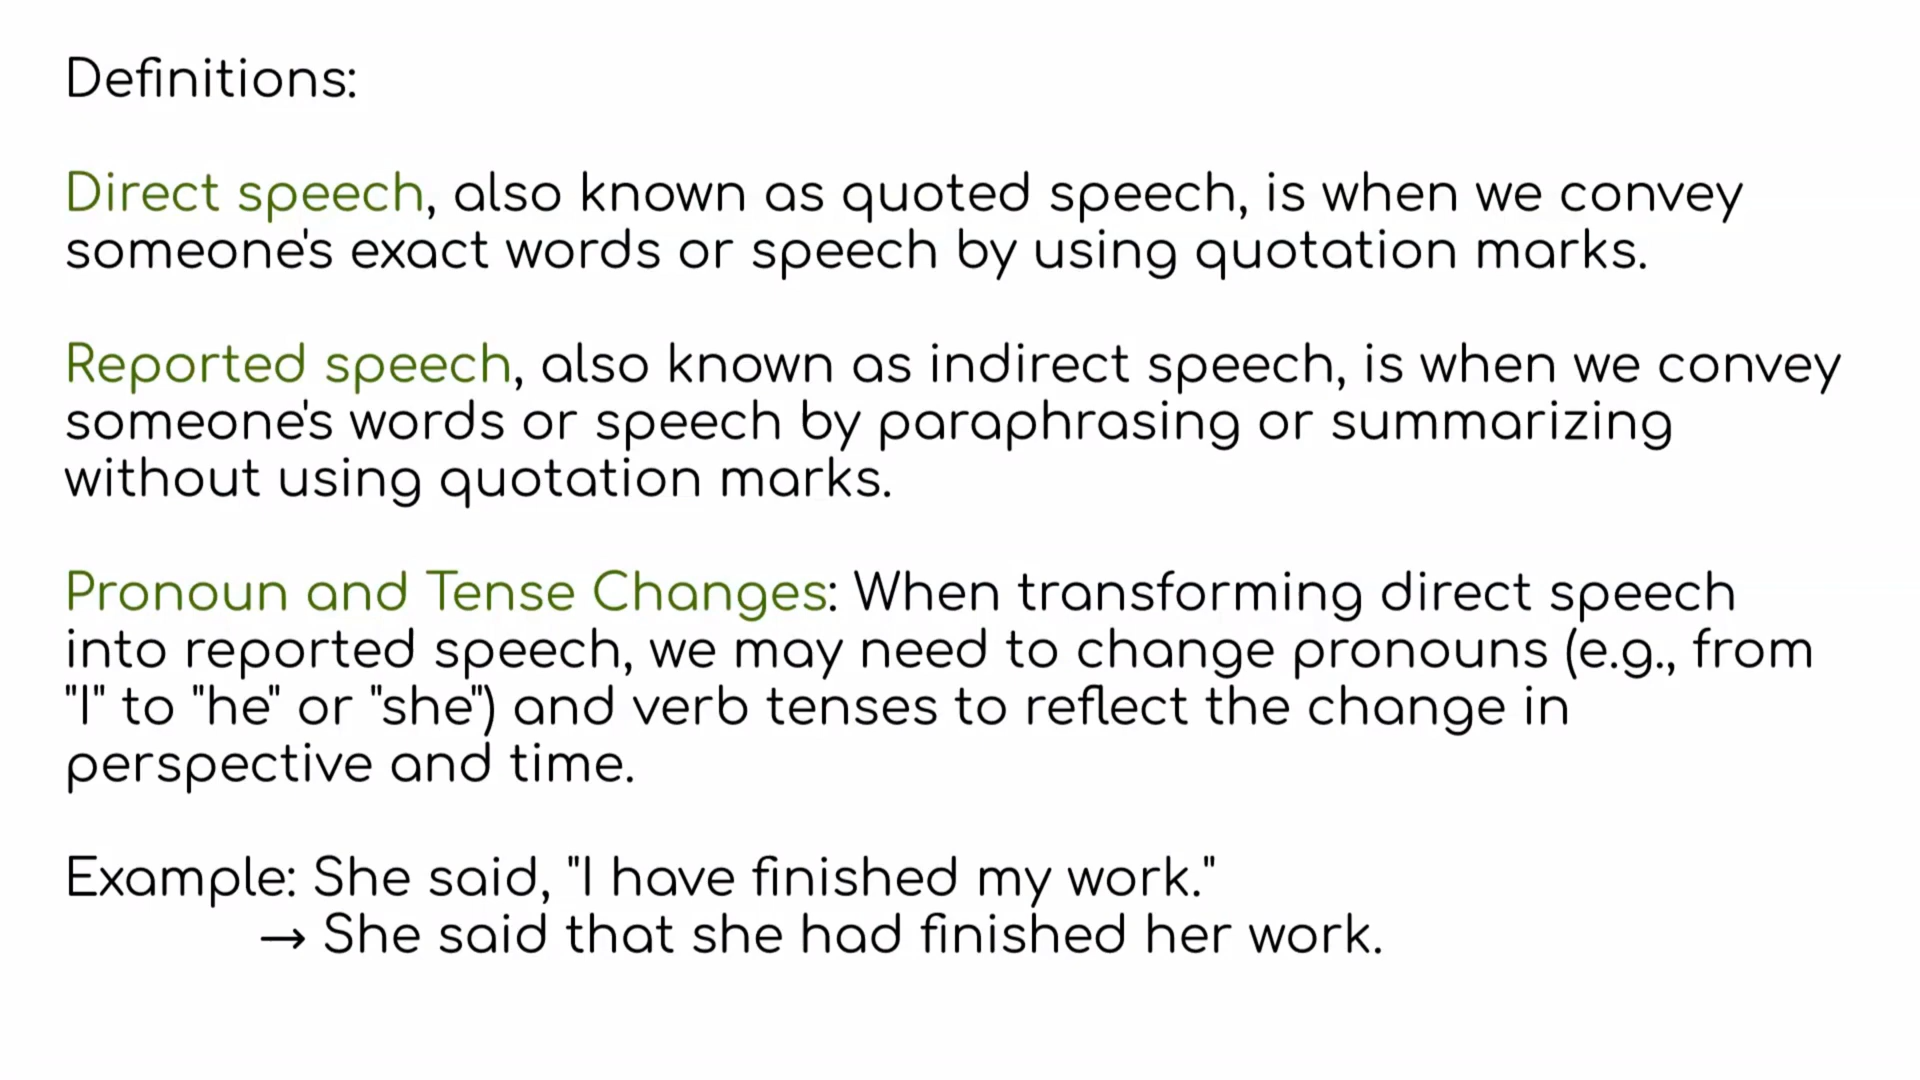 Definitions:
Direct speech, also known as quoted speech, is when we convey
someone's exact words or speech by using quotation marks.
Reported speech, also known as indirect speech, is when we convey
someone's words or speech by paraphrasing or summarizing
without using quotation marks.
Pronoun and Tense Changes: When transforming direct speech
into reported speech, we may need to change pronouns (e.g., from
"I" to "he" or "she") and verb tenses to reflect the change in
perspective and time.
Example: She said, "I have finished my work."
→ She said that she had finished her work.